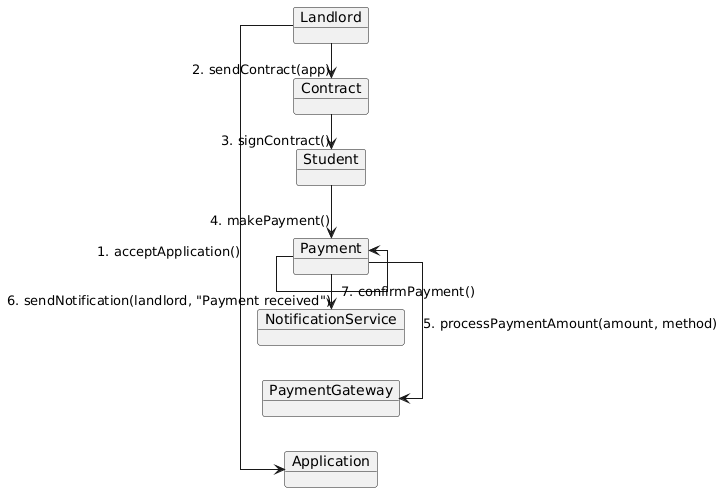 Landlord
2. sendContract(app)
Contract
3. signContract()
Student
4. makePayment()
Payment
1. acceptApplication()
7. confirmPayment()
6. sendNotification(landlord, "Payment received")
NotificationService
5. processPaymentAmount(amount, method)
PaymentGateway
Application